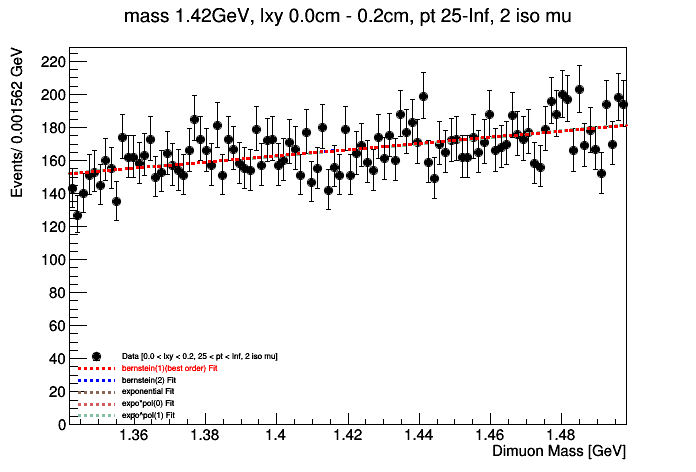 mass 1.42GeV, lxy 0.0cm - 0.2cm, pt 25-Inf, 2 iso mu
Events/ 0.001562 GeV
220
200
180
160
140
120
100
80
60
40
20
0
Data [0.0 < lxy < 0.2, 25 < pt < Inf, 2 iso mu]
bernstein(1)(best order) Fit
bernstein(2) Fit
exponential Fit
expo*pol(0) Fit
expo*pol(1) Fit
1.36 1.38 1.4 1.42 1.44 1.46 1.48
Dimuon Mass [GeV]